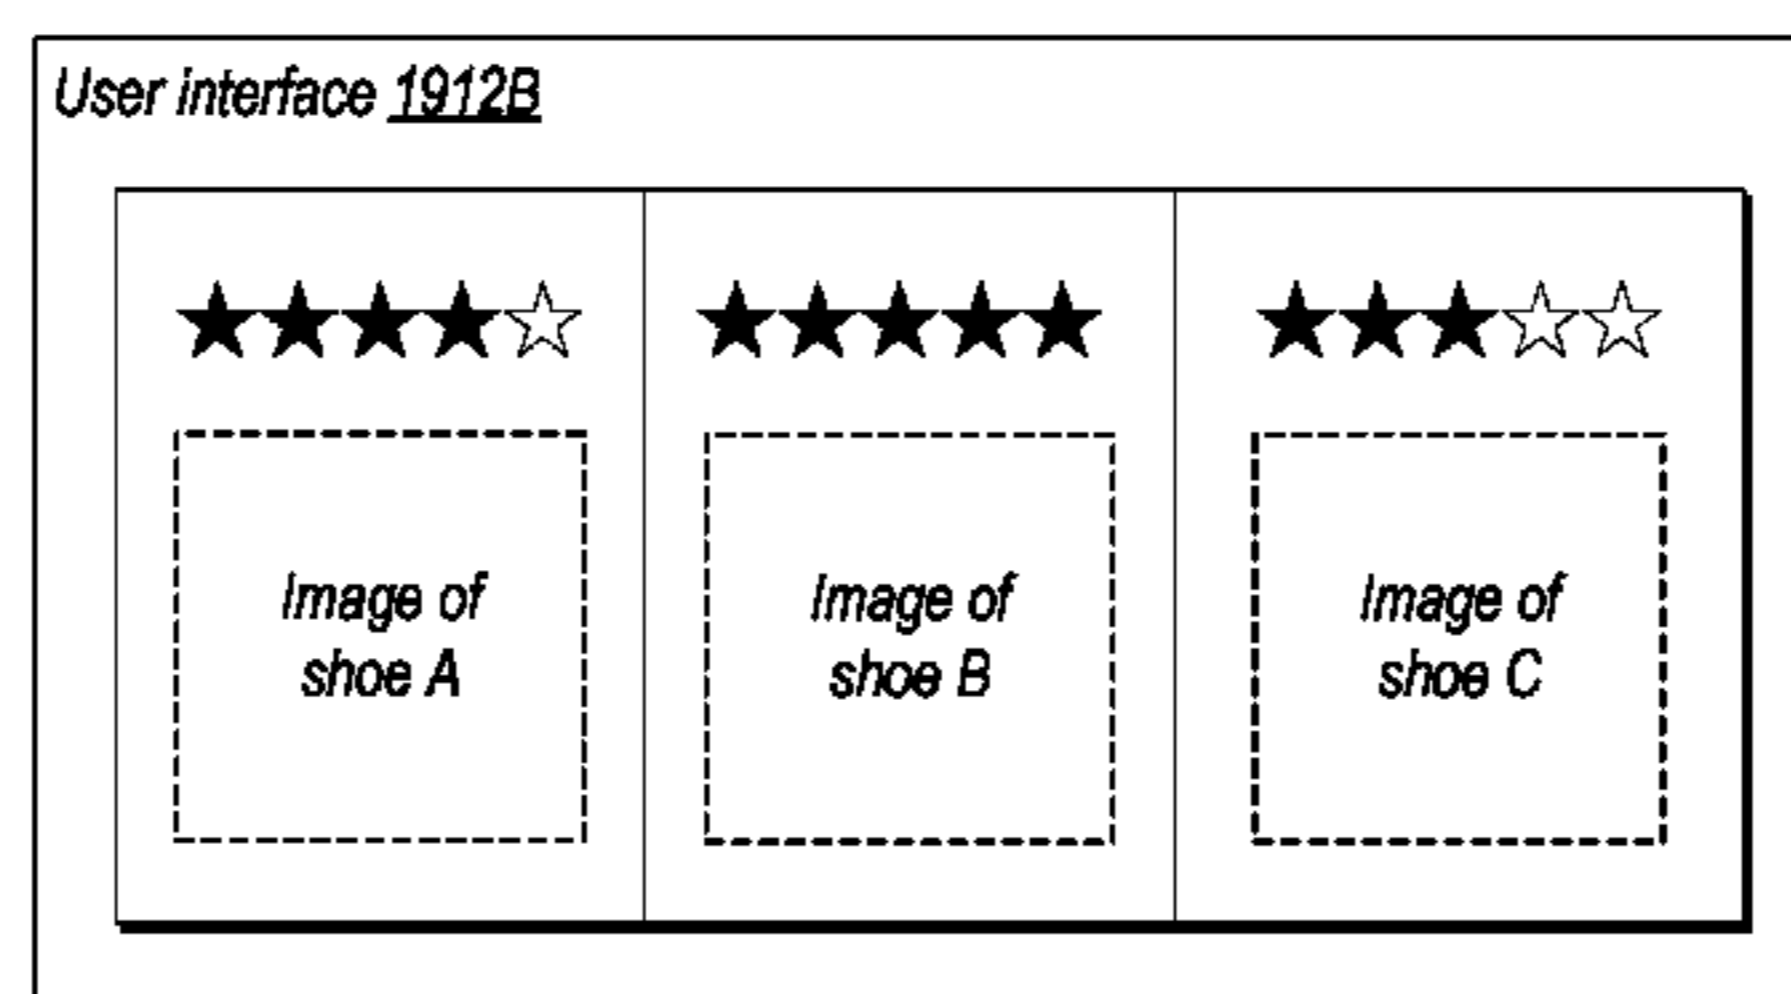 User interface 1912B
Image of
shoe A
Image of
shoe B
Image of
shoe C